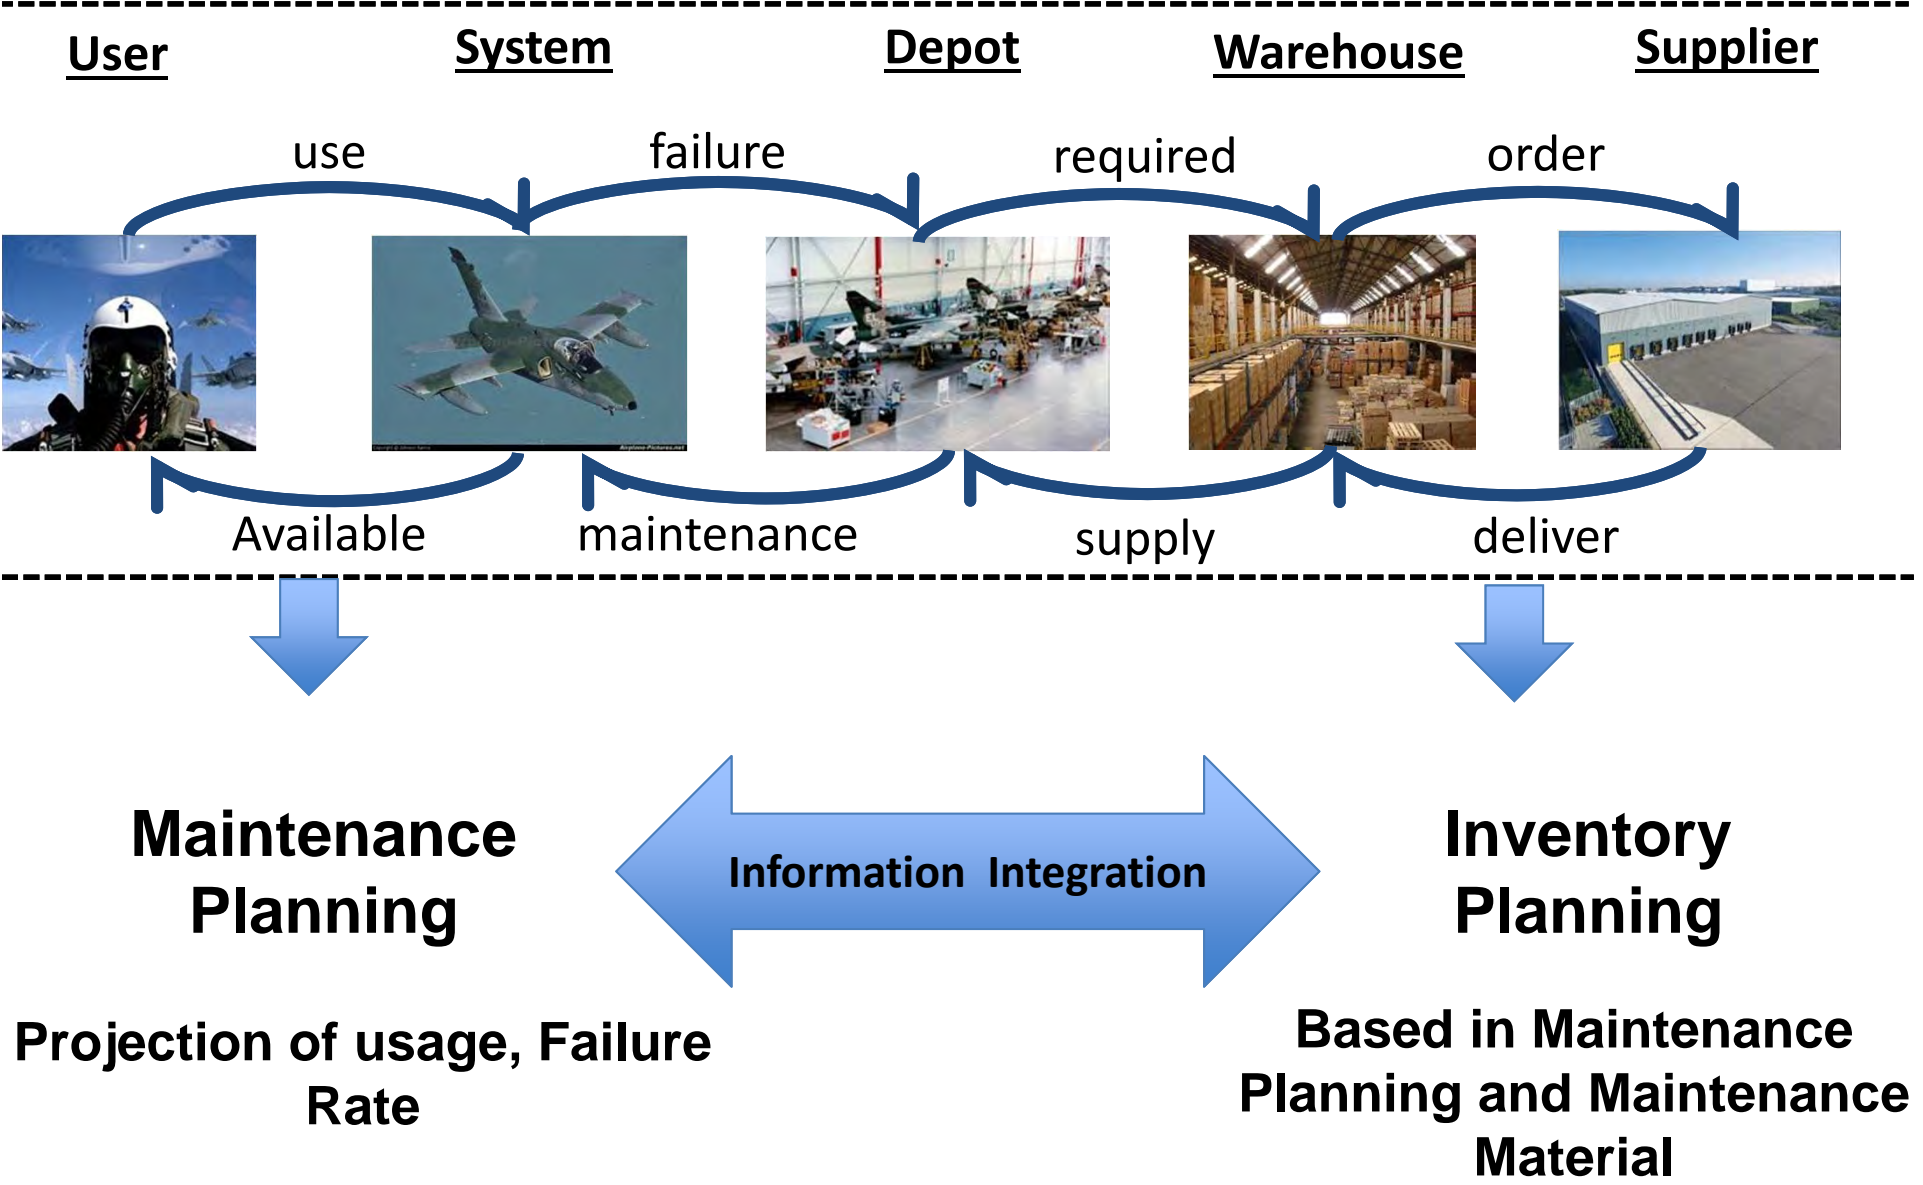 User
System
Depot
Warehouse
Supplier
use
failure
required
order
Available
maintenance
supply
deliver
Maintenance
Planning
Information Integration
Inventory
Planning
Projection of usage, Failure
Rate
Based in Maintenance
Planning and Maintenance
Material